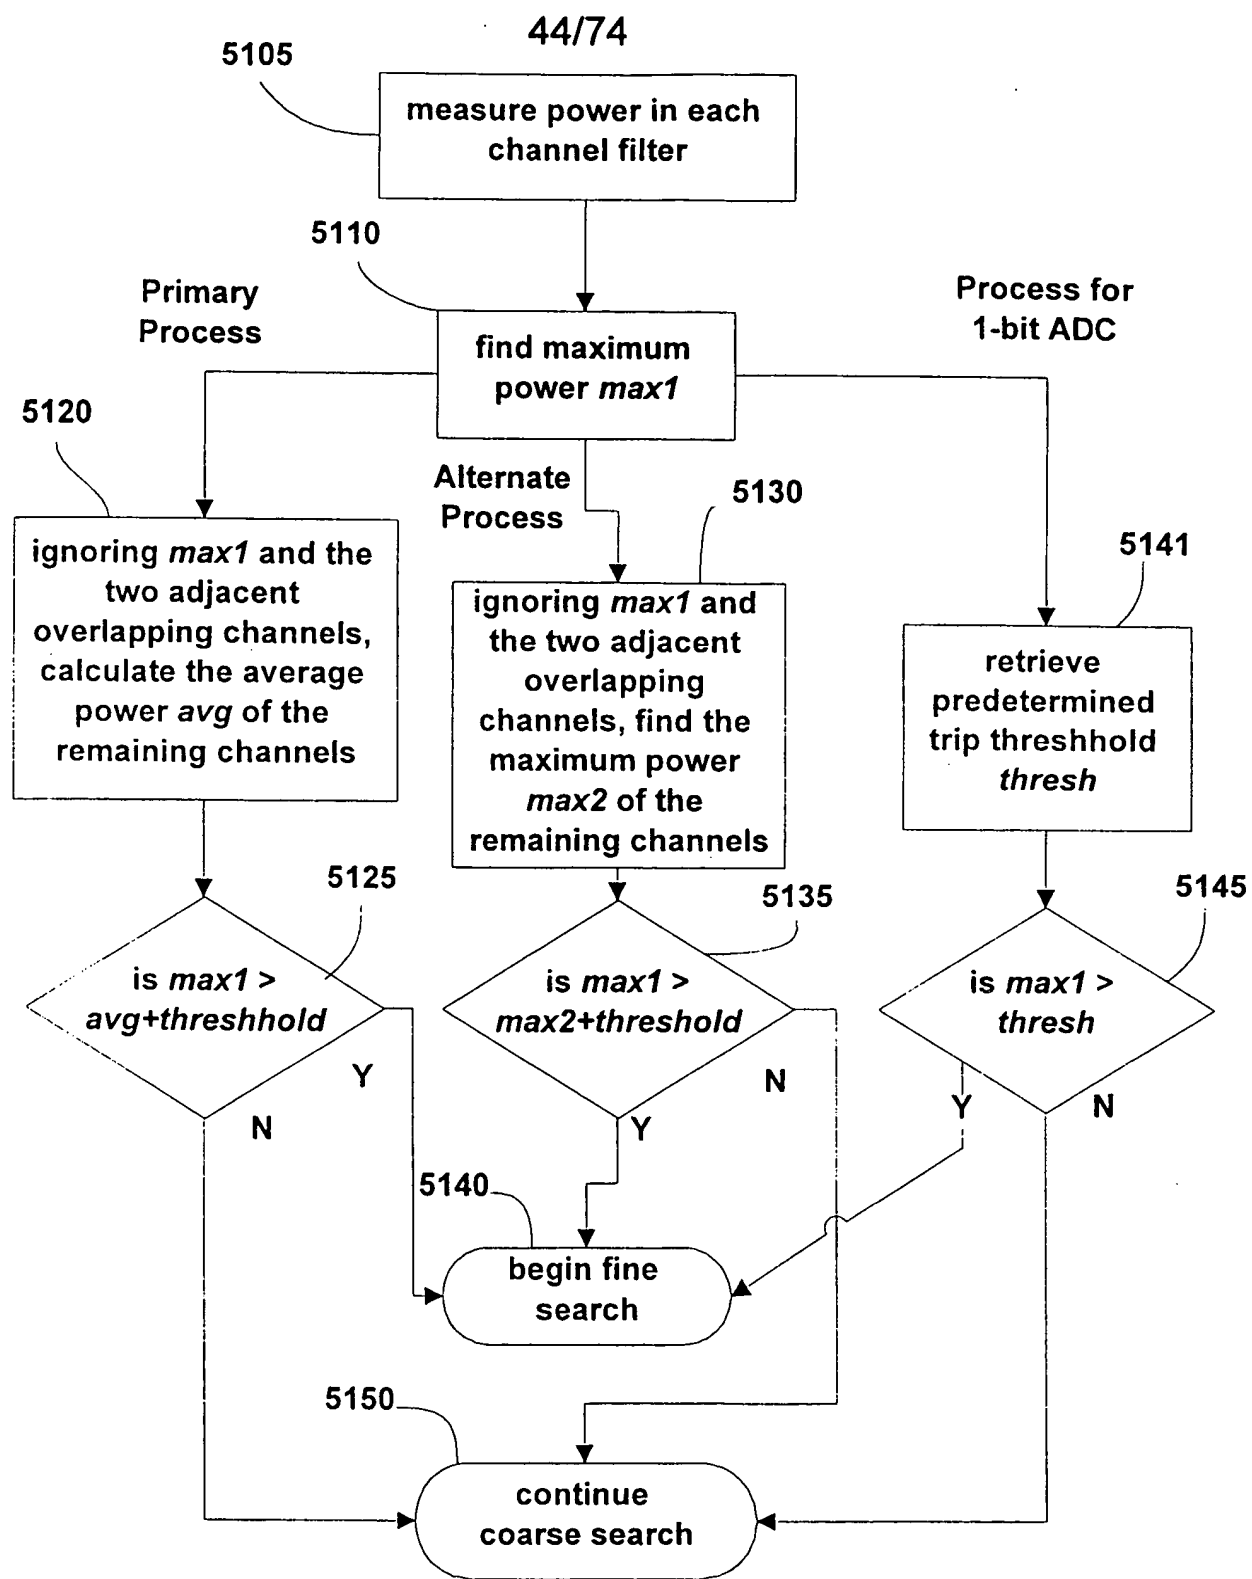 44/74
5105
measure power in each
channel filter
5110
Primary
Process
Process for
1-bit ADC
find maximum
power max1
5120
Alternate
Process
5130
5141
ignoring max1 and the
two adjacent
overlapping channels,
calculate the average
power avg of the
remaining channels
ignoring max1 and
the two adjacent
overlapping
channels, find the
maximum power
max2 of the
remaining channels
retrieve
predetermined
trip threshhold
thresh
5125
5135
5145
is max1 >
avg+threshhold
is max1 >
max2+threshold
is max1 >
thresh
Y
N
N
Y
Y
N
5140
begin fine
search
5150
continue
coarse search